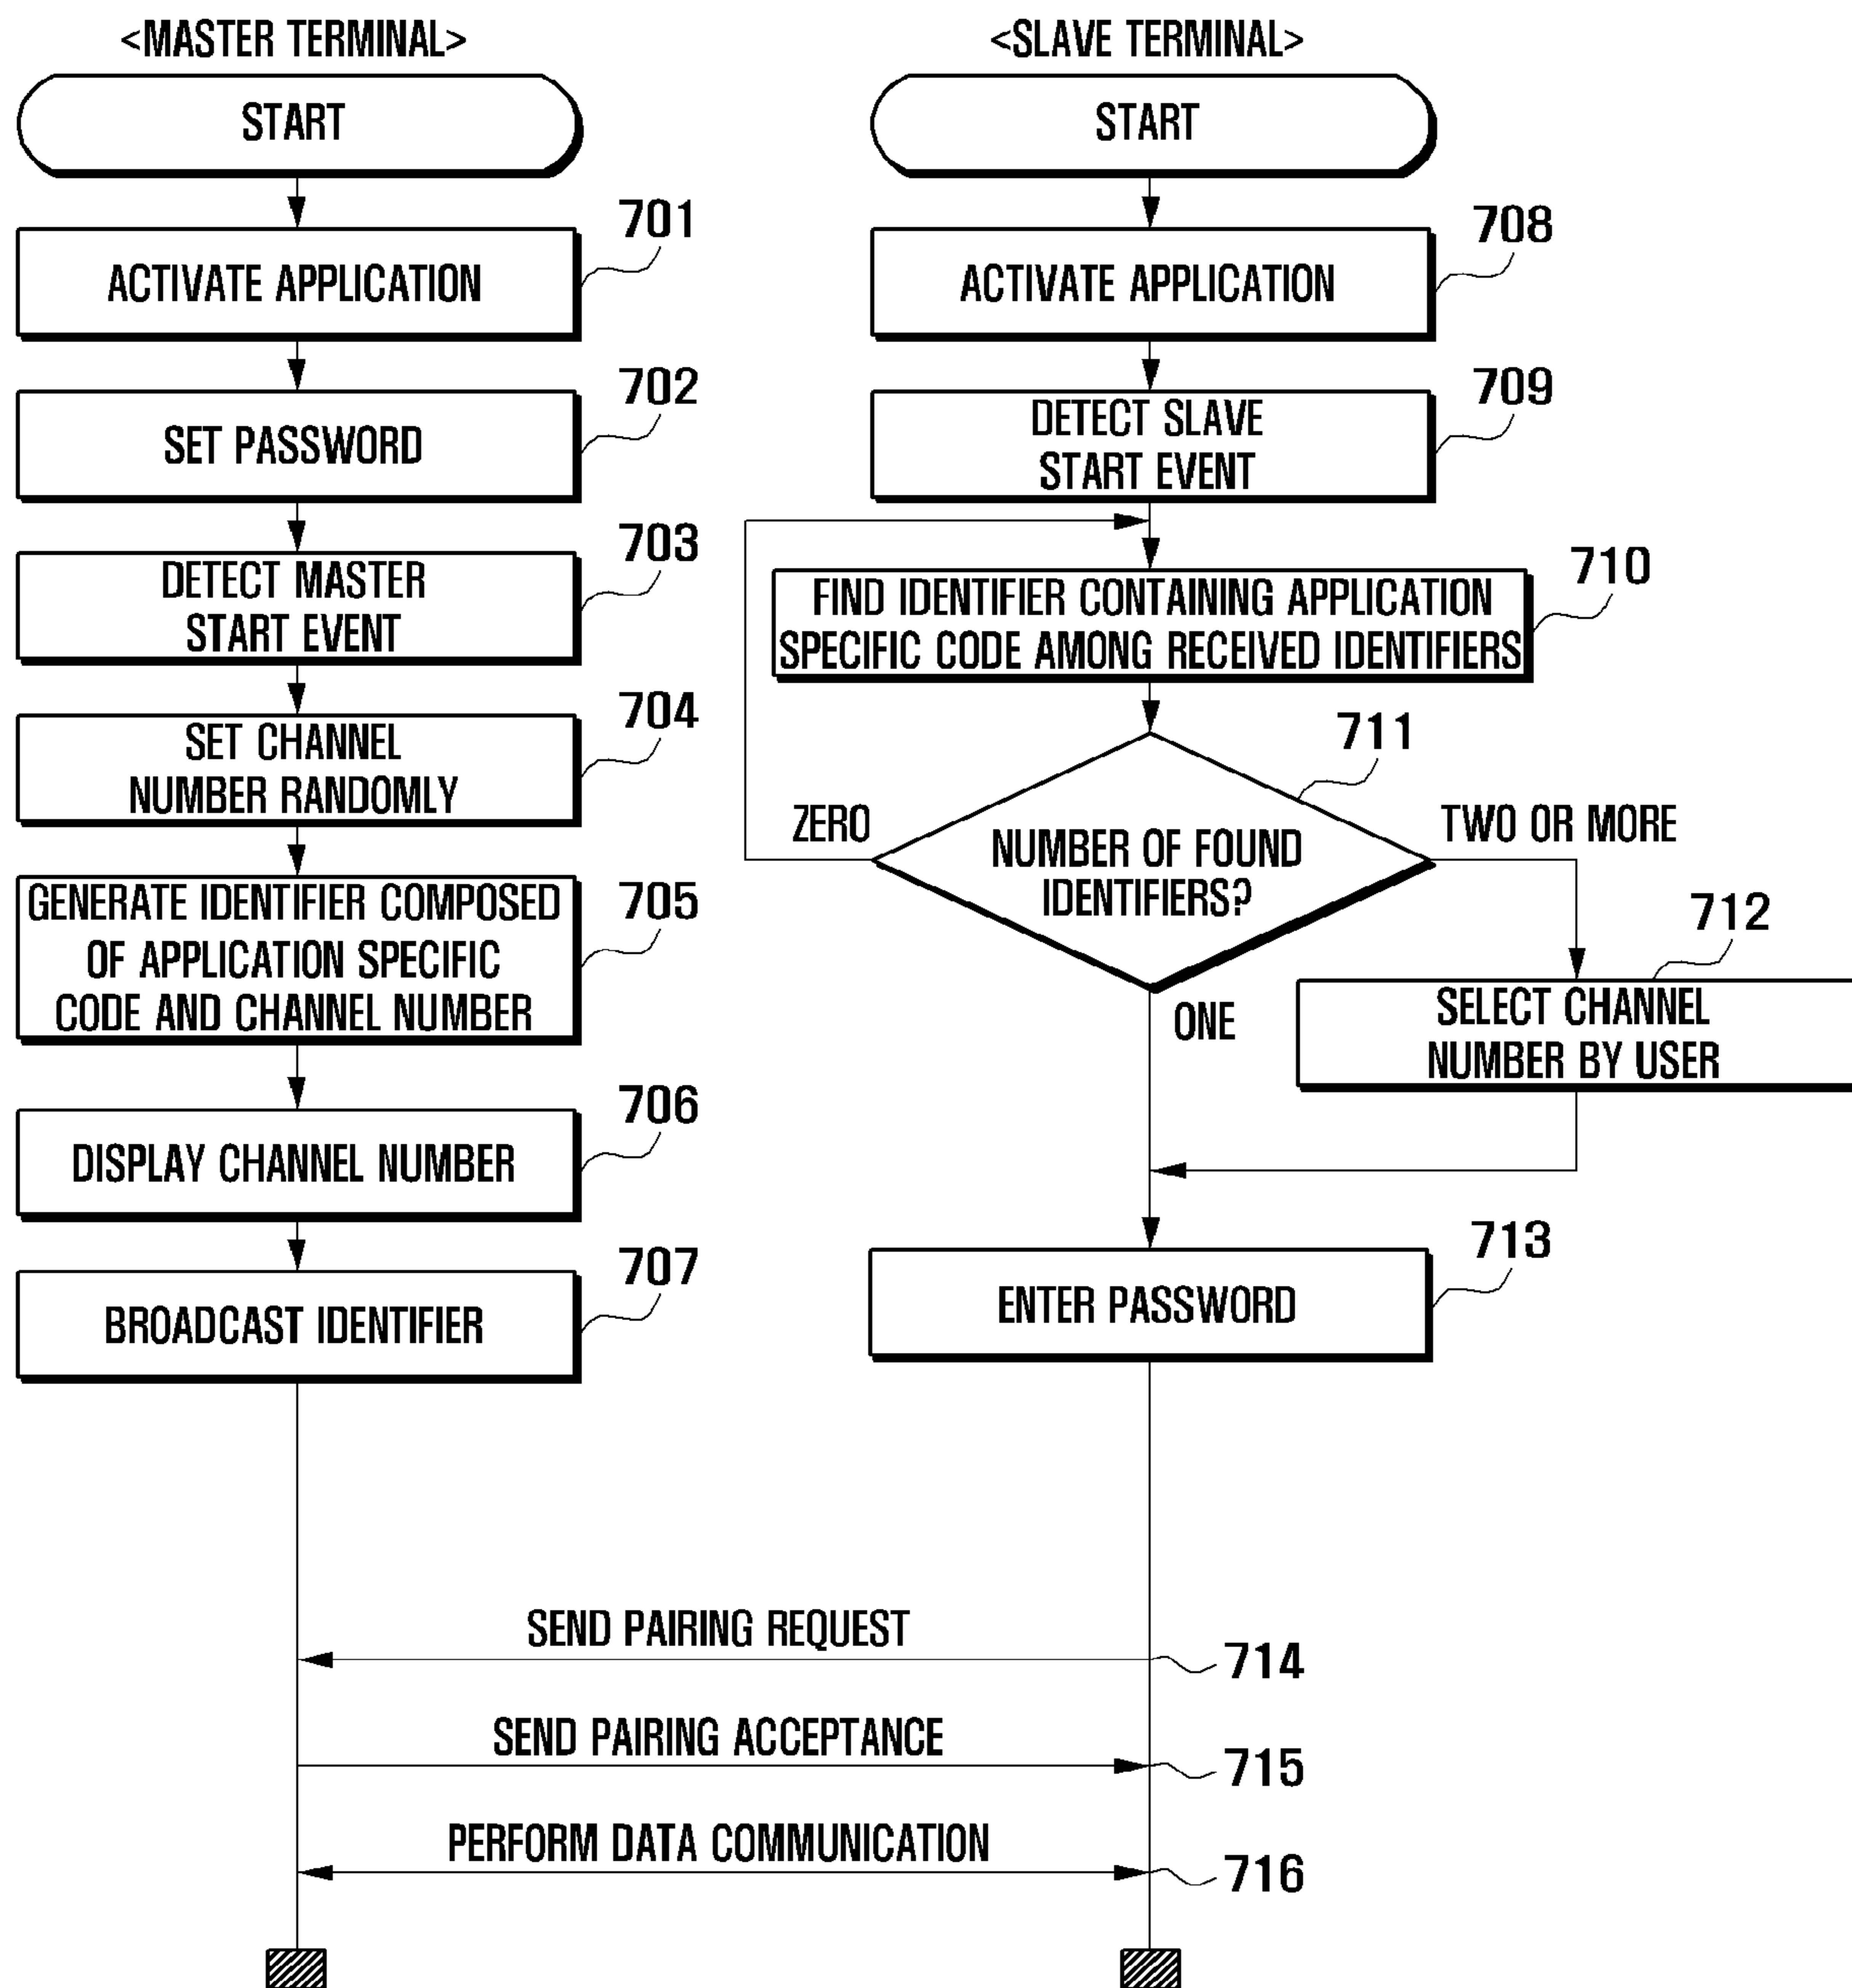 <MASTER TERMINAL>
START
701
ACTIVATE APPLICATION
702
SET PASSWORD
703
DETECT MASTER
START EVENT
704
SET CHANNEL
NUMBER RANDOMLY
705
GENERATE IDENTIFIER COMPOSED
OF APPLICATION SPECIFIC
CODE AND CHANNEL NUMBER
706
DISPLAY CHANNEL NUMBER
707
BROADCAST IDENTIFIER
<SLAVE TERMINAL>
START
708
ACTIVATE APPLICATION
709
DETECT SLAVE
START EVENT
710
FIND IDENTIFIER CONTAINING APPLICATION
SPECIFIC CODE AMONG RECEIVED IDENTIFIERS
711
ZERO
NUMBER OF FOUND
IDENTIFIERS?
TWO OR MORE
ONE
712
SELECT CHANNEL
NUMBER BY USER
713
ENTER PASSWORD
SEND PAIRING REQUEST
714
SEND PAIRING ACCEPTANCE
715
PERFORM DATA COMMUNICATION
716